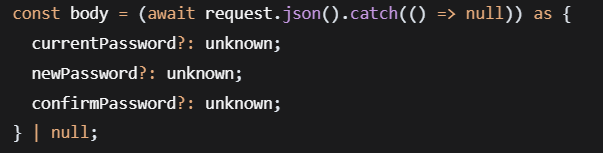 const body = (await request.json().catch(() => null)) as {
  currentPassword?: unknown;
  newPassword?: unknown;
  confirmPassword?: unknown;
} | null;